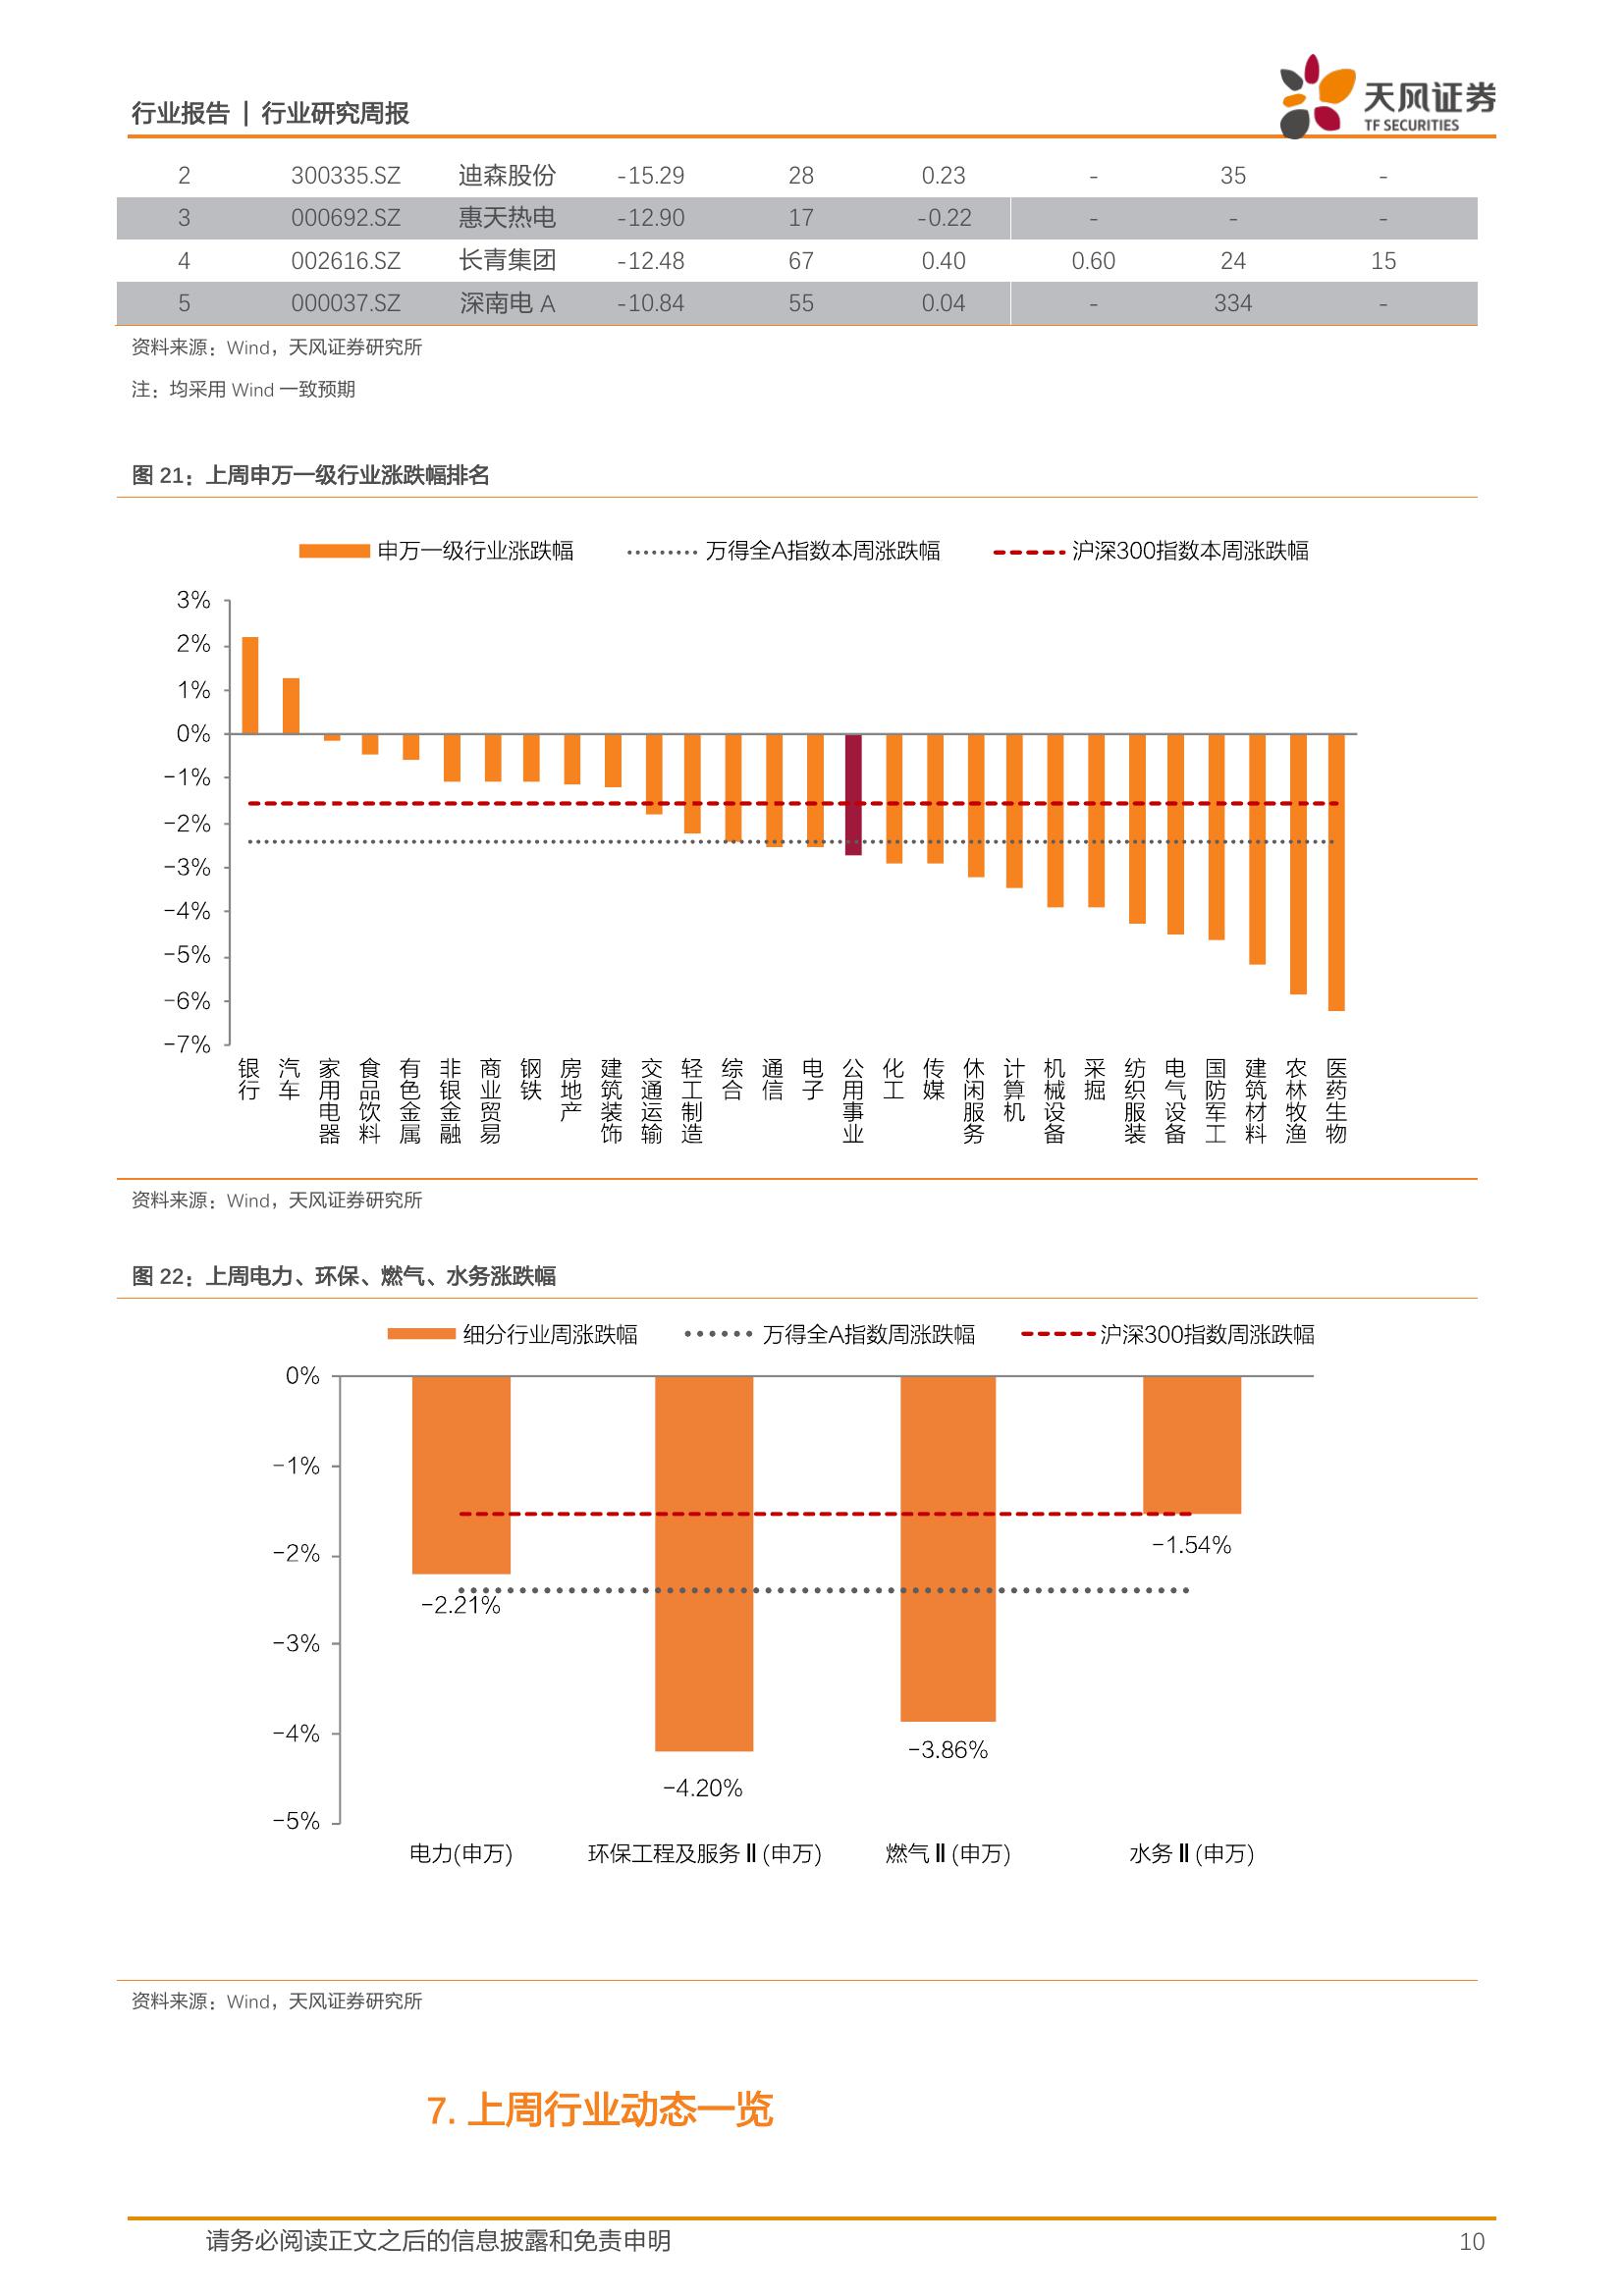 行业报告 | 行业研究周报
天风证券
TF SECURITIES
2 300335.SZ 迪森股份 -15.29 28 0.23 - 35 -
3 000692.SZ 惠天热电 -12.90 17 -0.22 - - -
4 002616.SZ 长青集团 -12.48 67 0.40 0.60 24 15
5 000037.SZ 深南电 A -10.84 55 0.04 - 334 -
资料来源：Wind，天风证券研究所
注：均采用 Wind 一致预期
图 21：上周申万一级行业涨跌幅排名
申万一级行业涨跌幅 万得全A指数本周涨跌幅 沪深300指数本周涨跌幅
3%
2%
1%
0%
-1%
-2%
-3%
-4%
-5%
-6%
-7%
银行 汽车 家用电器 食品饮料 有色金属 非银金融 商业贸易 钢铁 房地产 建筑装饰 交通运输 轻工制造 综合 通信 电子 公用事业 化工 传媒 休闲服务 计算机 机械设备 采掘 纺织服装 电气设备 国防军工 建筑材料 农林牧渔 医药生物
资料来源：Wind，天风证券研究所
图 22：上周电力、环保、燃气、水务涨跌幅
细分行业周涨跌幅 万得全A指数周涨跌幅 沪深300指数周涨跌幅
0%
-1%
-2%
-3%
-4%
-5%
-2.21%
-4.20%
-3.86%
-1.54%
电力(申万) 环保工程及服务Ⅱ(申万) 燃气Ⅱ(申万) 水务Ⅱ(申万)
资料来源：Wind，天风证券研究所
7. 上周行业动态一览
请务必阅读正文之后的信息披露和免责申明 10